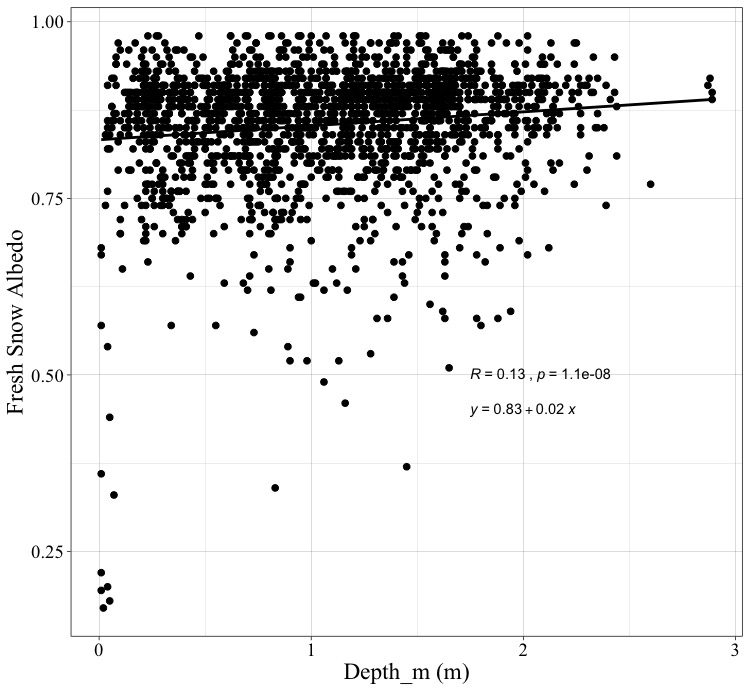 1.00
0.75
0.50
0.25
Fresh Snow Albedo
R = 0.13 , p = 1.1e-08
y = 0.83 + 0.02 x
0 1 2 3
Depth_m (m)